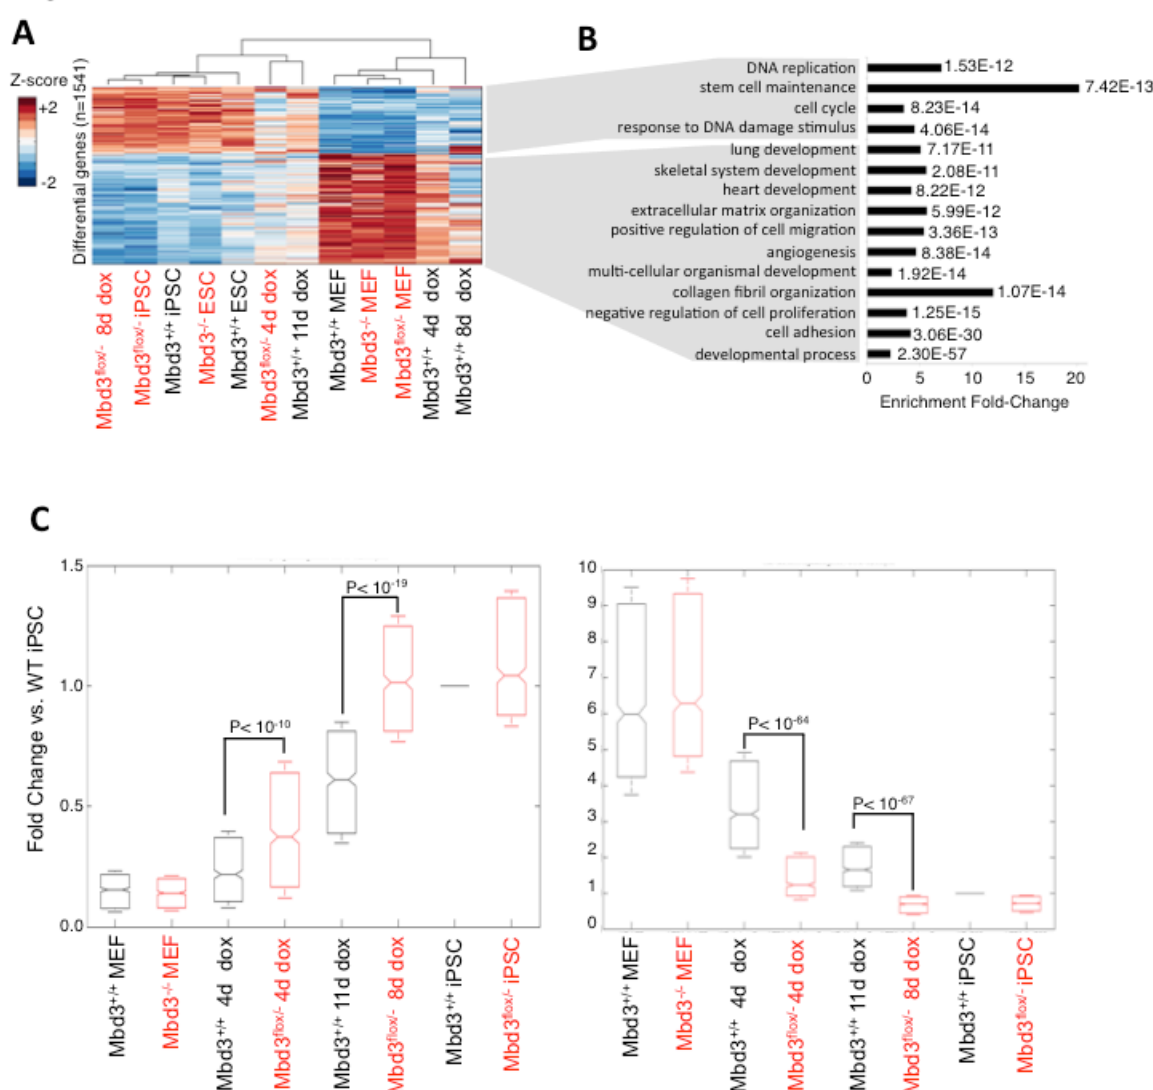 A
B
Z-score
+2
-2
Differential genes (n=1541)
Mbd3flox/- 8d dox
Mbd3flox/- iPSC
Mbd3+/+ iPSC
Mbd3-/- ESC
Mbd3+/+ ESC
Mbd3flox/- 4d dox
Mbd3+/+ 11d dox
Mbd3+/+ MEF
Mbd3-/- MEF
Mbd3flox/- MEF
Mbd3+/+ 4d dox
Mbd3+/+ 8d dox
DNA replication 1.53E-12
stem cell maintenance 7.42E-13
cell cycle 8.23E-14
response to DNA damage stimulus 4.06E-14
lung development 7.17E-11
skeletal system development 2.08E-11
heart development 8.22E-12
extracellular matrix organization 5.99E-12
positive regulation of cell migration 3.36E-13
angiogenesis 8.38E-14
multi-cellular organismal development 1.92E-14
collagen fibril organization 1.07E-14
negative regulation of cell proliferation 1.25E-15
cell adhesion 3.06E-30
developmental process 2.30E-57
0 5 10 15 20
Enrichment Fold-Change
C
Fold Change vs. WT iPSC
1.5
1.0
0.5
0.0
P< 10-10
P< 10-19
Mbd3+/+ MEF
Mbd3-/- MEF
Mbd3+/+ 4d dox
Mbd3flox/- 4d dox
Mbd3+/+ 11d dox
Mbd3flox/- 8d dox
Mbd3+/+ iPSC
Mbd3flox/- iPSC
10
9
8
7
6
5
4
3
2
1
0
P< 10-64
P< 10-67
Mbd3+/+ MEF
Mbd3-/- MEF
Mbd3+/+ 4d dox
Mbd3flox/- 4d dox
Mbd3+/+ 11d dox
Mbd3flox/- 8d dox
Mbd3+/+ iPSC
Mbd3flox/- iPSC